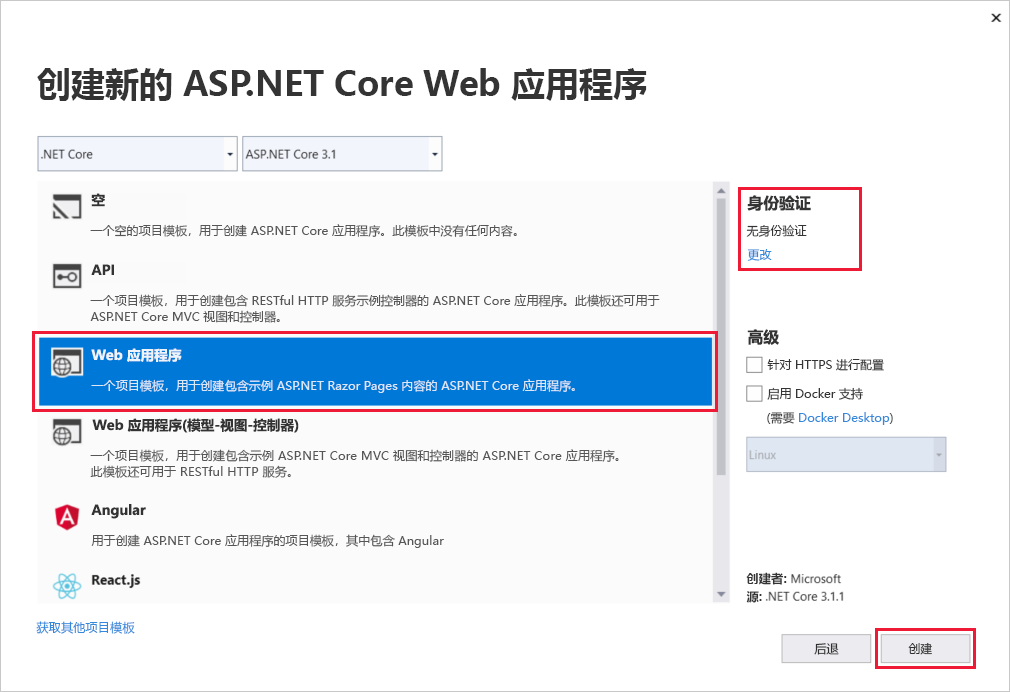 创建新的 ASP.NET Core Web 应用程序
.NET Core
ASP.NET Core 3.1
空
一个空的项目模板，用于创建 ASP.NET Core 应用程序。此模板中没有任何内容。
API
一个项目模板，用于创建包含 RESTful HTTP 服务示例控制器的 ASP.NET Core 应用程序。此模板还可用于
ASP.NET Core MVC 视图和控制器。
Web 应用程序
一个项目模板，用于创建包含示例 ASP.NET Razor Pages 内容的 ASP.NET Core 应用程序。
Web 应用程序(模型-视图-控制器)
一个项目模板，用于创建包含示例 ASP.NET Core MVC 视图和控制器的 ASP.NET Core 应用程序。
此模板还可用于 RESTful HTTP 服务。
Angular
用于创建 ASP.NET Core 应用程序的项目模板，其中包含 Angular
React.js
获取其他项目模板
身份验证
无身份验证
更改
高级
针对 HTTPS 进行配置
启用 Docker 支持
(需要 Docker Desktop)
Linux
创建者: Microsoft
源: .NET Core 3.1.1
后退
创建